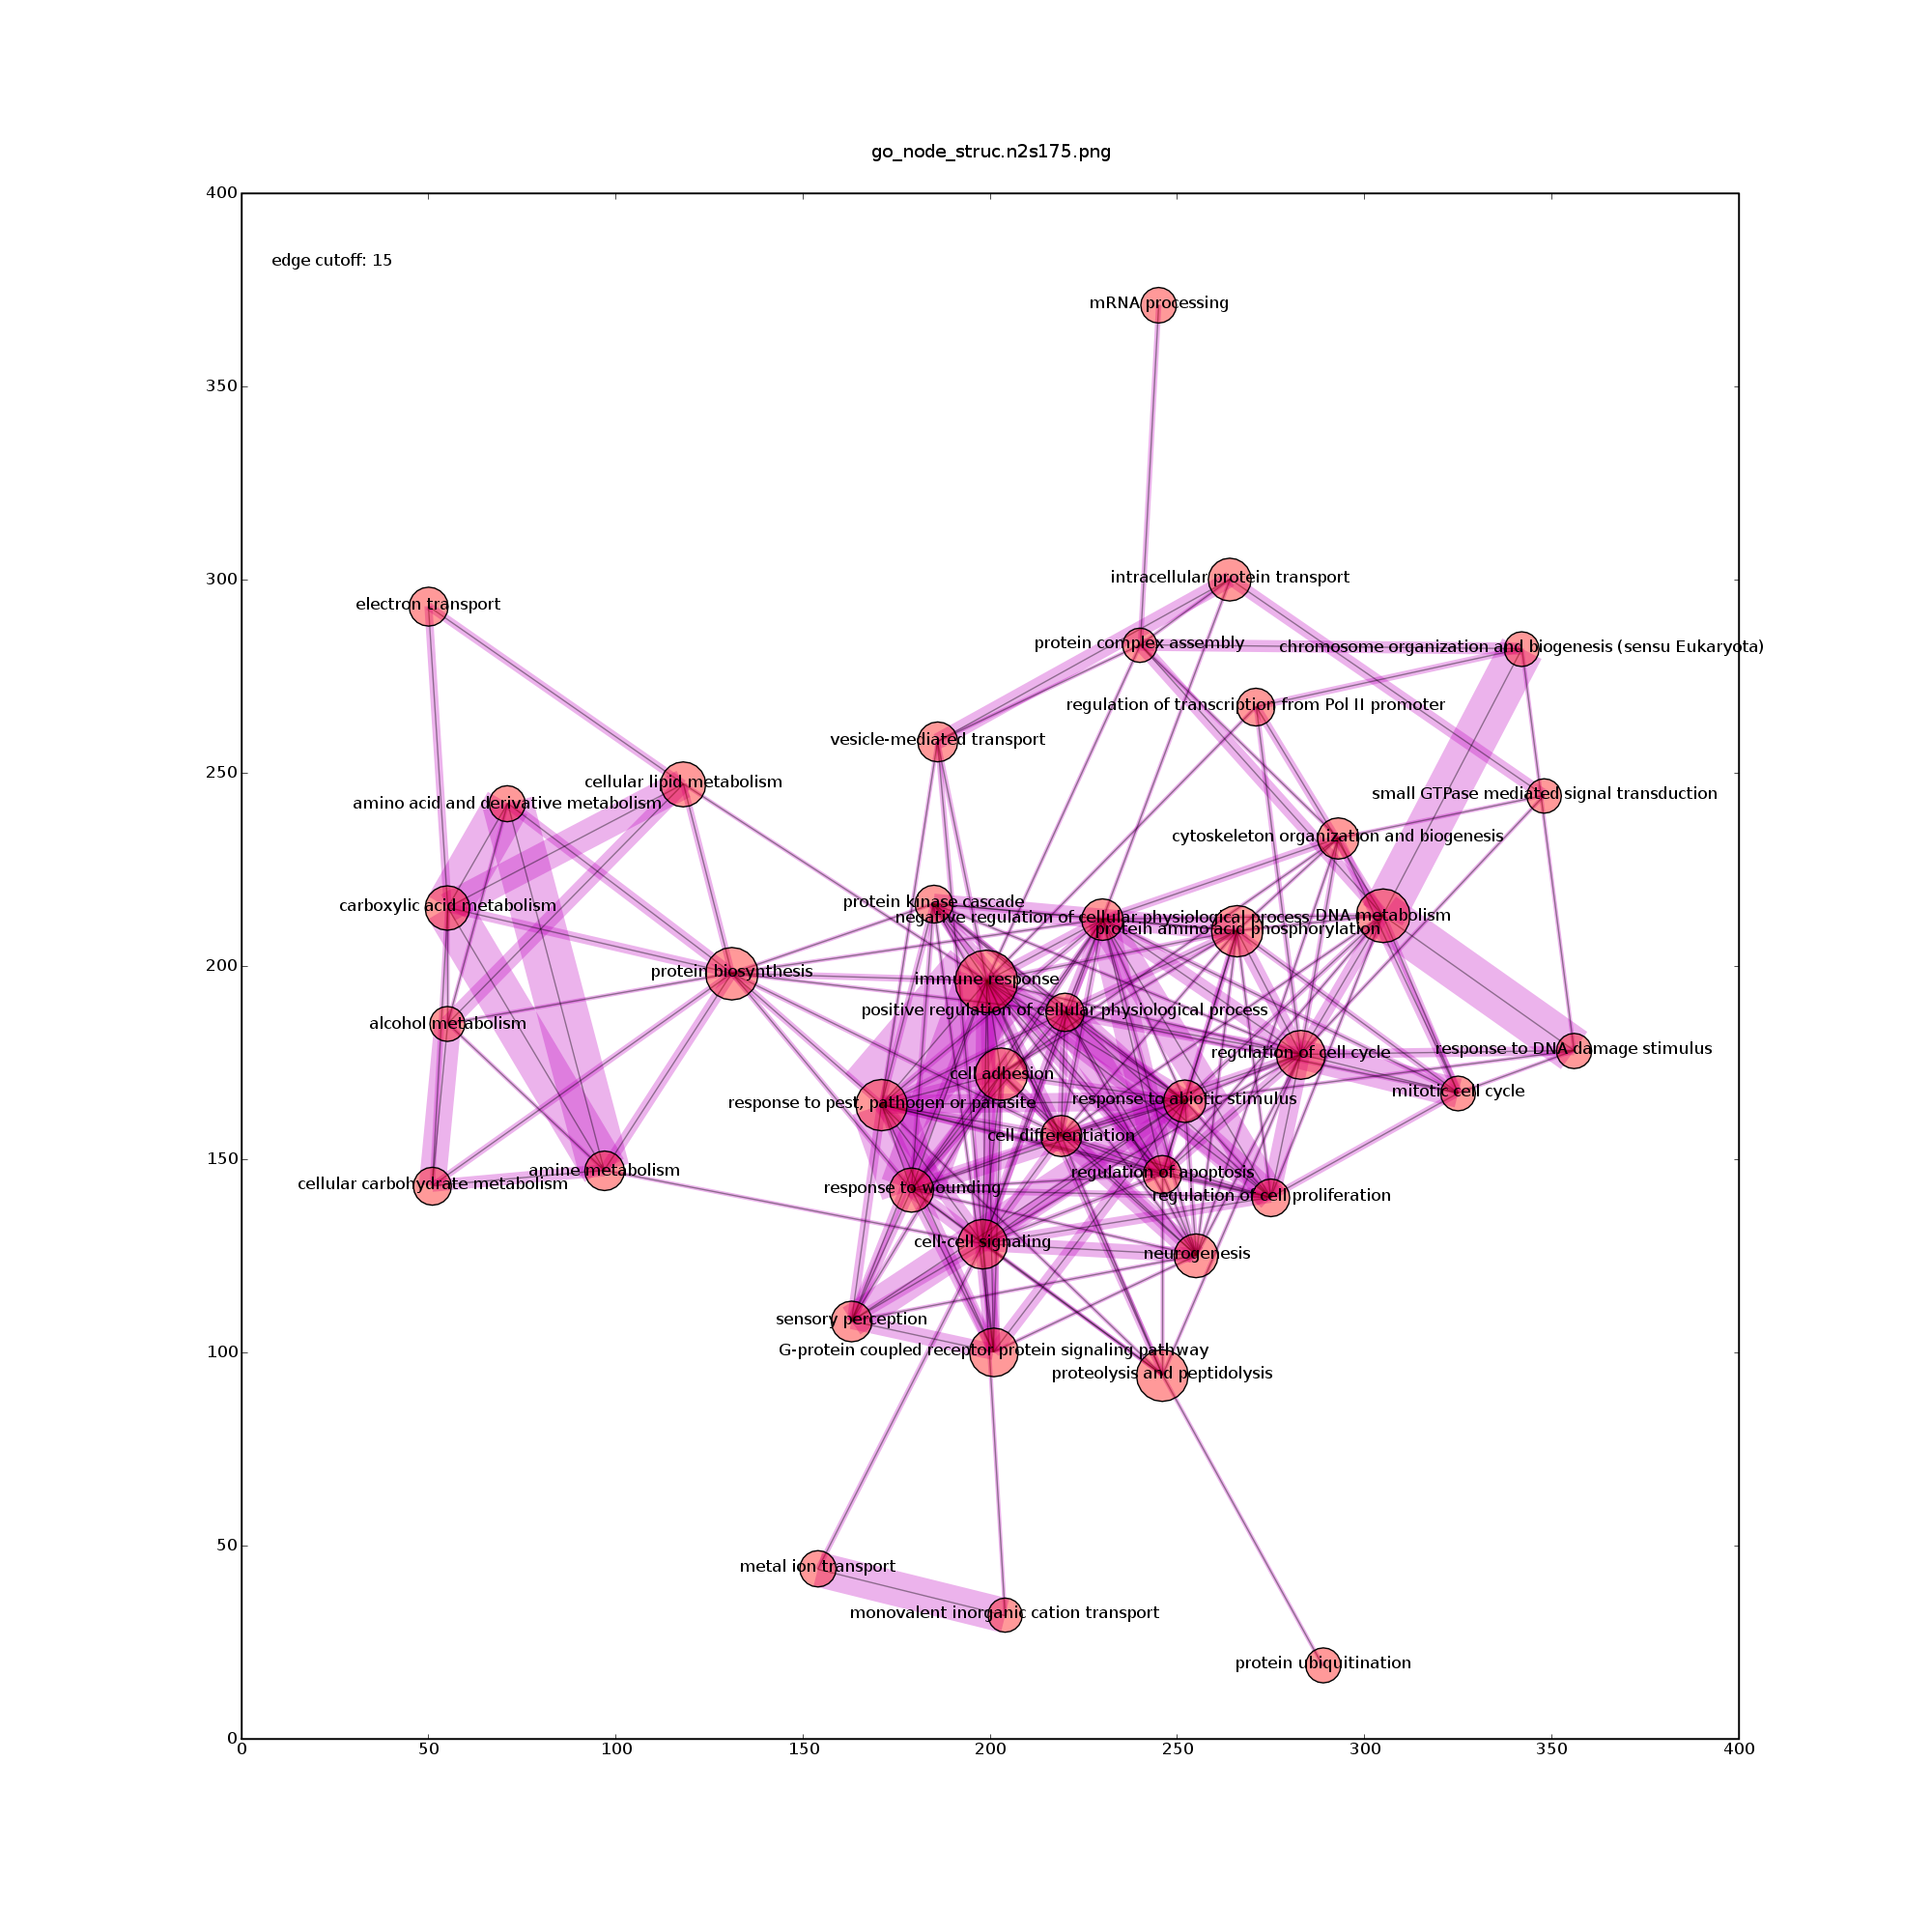 go_node_struc.n2s175.png
400
edge cutoff: 15
mRNA processing
350
intracellular protein transport
300
electron transport
protein complex assembly
chromosome organization and biogenesis (sensu Eukaryota)
regulation of transcription from Pol II promoter
vesicle-mediated transport
250
cellular lipid metabolism
small GTPase mediated signal transduction
amino acid and derivative metabolism
cytoskeleton organization and biogenesis
protein kinase cascade
carboxylic acid metabolism
negative regulation of cellular physiological process
DNA metabolism
protein amino acid phosphorylation
200
protein biosynthesis
immune response
positive regulation of cellular physiological process
alcohol metabolism
response to DNA damage stimulus
regulation of cell cycle
cell adhesion
mitotic cell cycle
response to abiotic stimulus
response to pest, pathogen or parasite
cell differentiation
150
amine metabolism
regulation of apoptosis
cellular carbohydrate metabolism
response to wounding
regulation of cell proliferation
cell-cell signaling
neurogenesis
sensory perception
100
G-protein coupled receptor protein signaling pathway
proteolysis and peptidolysis
50
metal ion transport
monovalent inorganic cation transport
protein ubiquitination
0
0 50 100 150 200 250 300 350 400